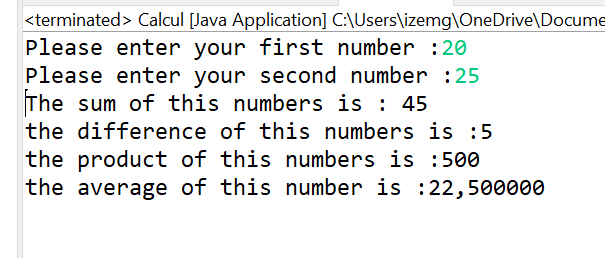 <terminated> Calcul [Java Application] C:\Users\izemg\OneDrive\Docume
Please enter your first number :20
Please enter your second number :25
The sum of this numbers is : 45
the difference of this numbers is :5
the product of this numbers is :500
the average of this number is :22,500000